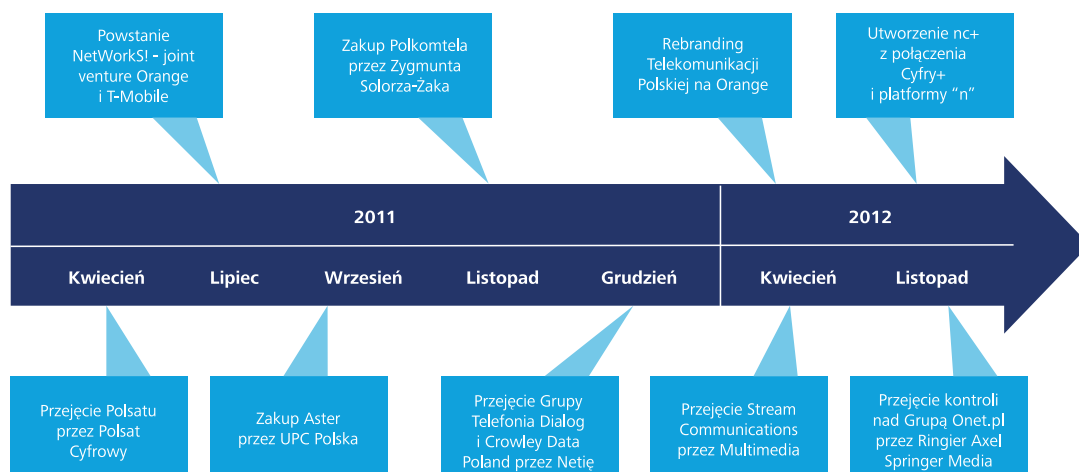 Powstanie
NetWorkS! - joint
venture Orange
i T-Mobile
Zakup Polkomtela
przez Zygmunta
Solorza-Żaka
Rebranding
Telekomunikacji
Polskiej na Orange
Utworzenie nc+
z połączenia
Cyfry+
i platformy “n”
2011
2012
Kwiecień
Lipiec
Wrzesień
Listopad
Grudzień
Kwiecień
Listopad
Przejęcie Polsatu
przez Polsat
Cyfrowy
Zakup Aster
przez UPC Polska
Przejęcie Grupy
Telefonia Dialog
i Crowley Data
Poland przez Netię
Przejęcie Stream
Communications
przez Multimedia
Przejęcie kontroli
nad Grupą Onet.pl
przez Ringier Axel
Springer Media